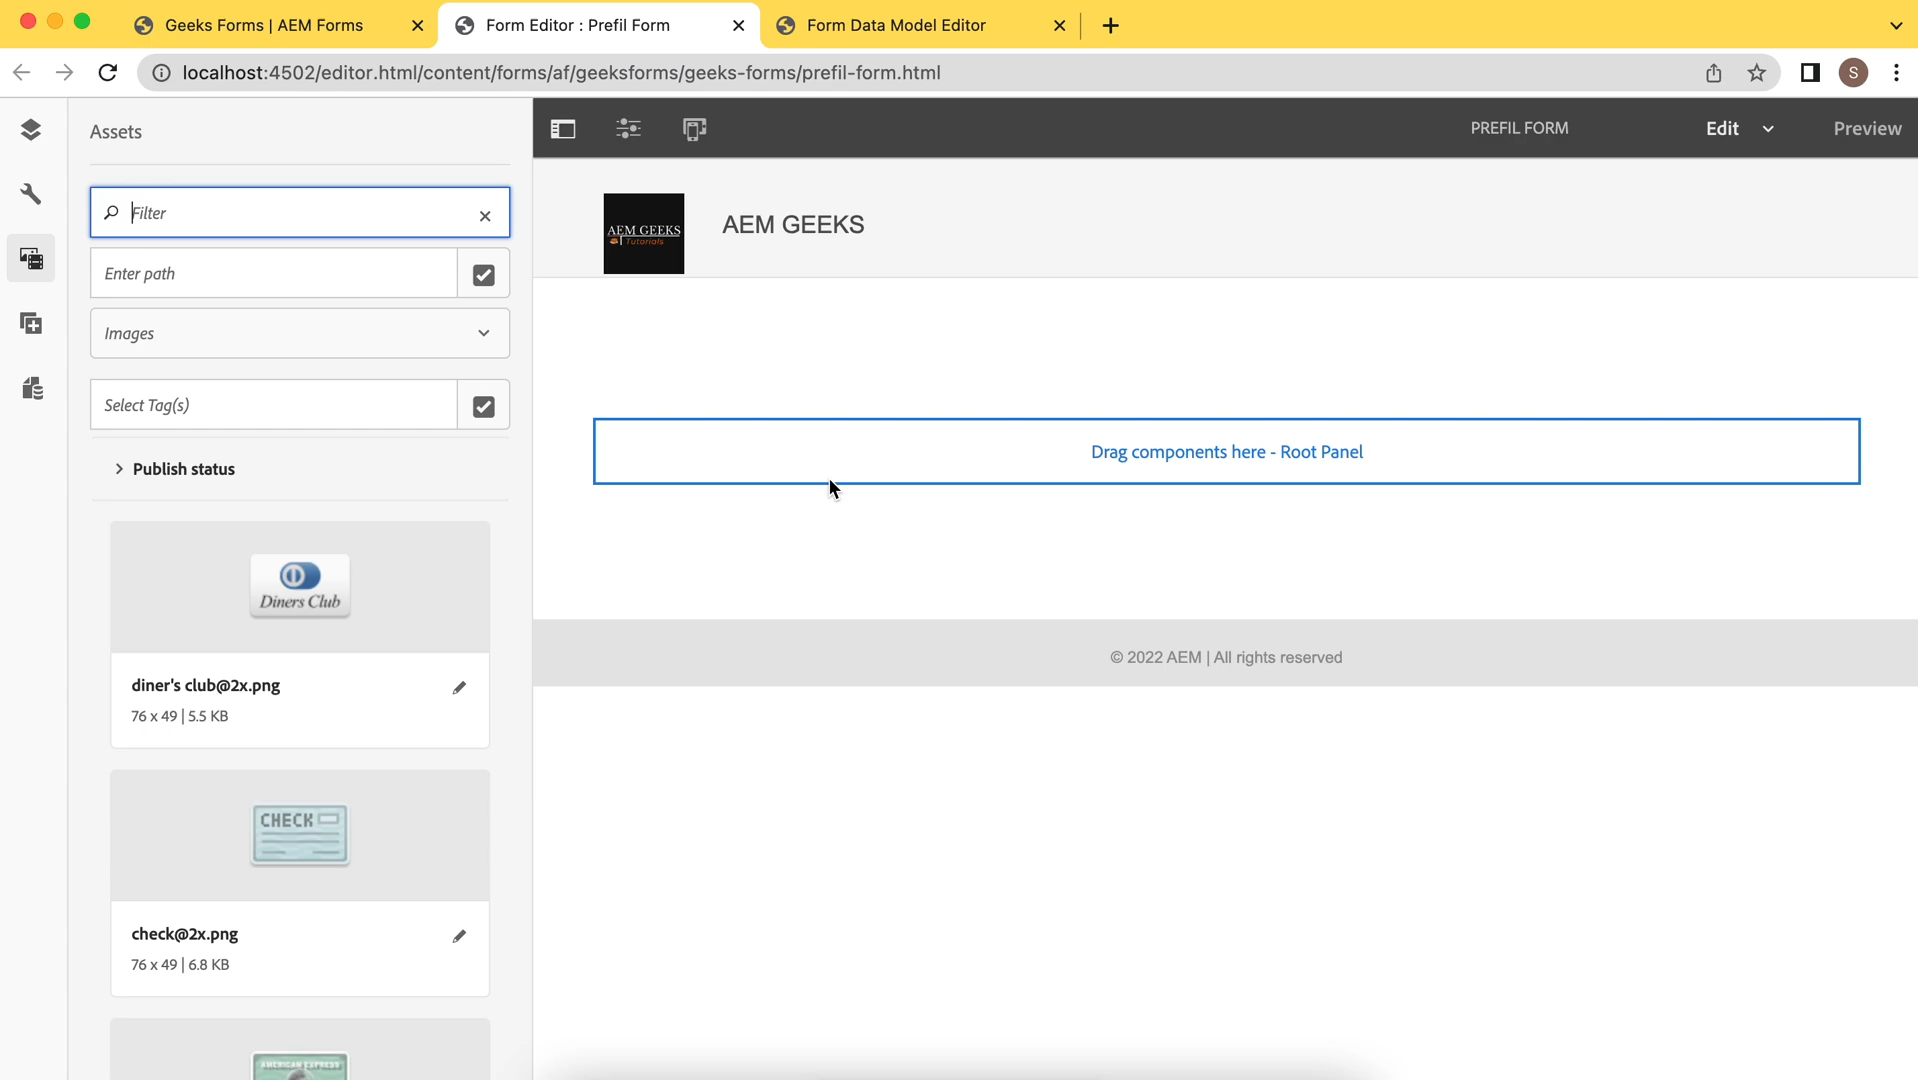 Geeks Forms | AEM Forms
Form Editor : Prefil Form
Form Data Model Editor
localhost:4502/editor.html/content/forms/af/geeksforms/geeks-forms/prefil-form.html
S
Assets
Filter
Enter path
Images
Select Tag(s)
Publish status
Diners Club
diner's club@2x.png
76 x 49 | 5.5 KB
CHECK
check@2x.png
76 x 49 | 6.8 KB
AMERICAN EXPRESS
PREFIL FORM
Edit
Preview
AEM GEEKS
Tutorials
AEM GEEKS
Drag components here - Root Panel
© 2022 AEM | All rights reserved